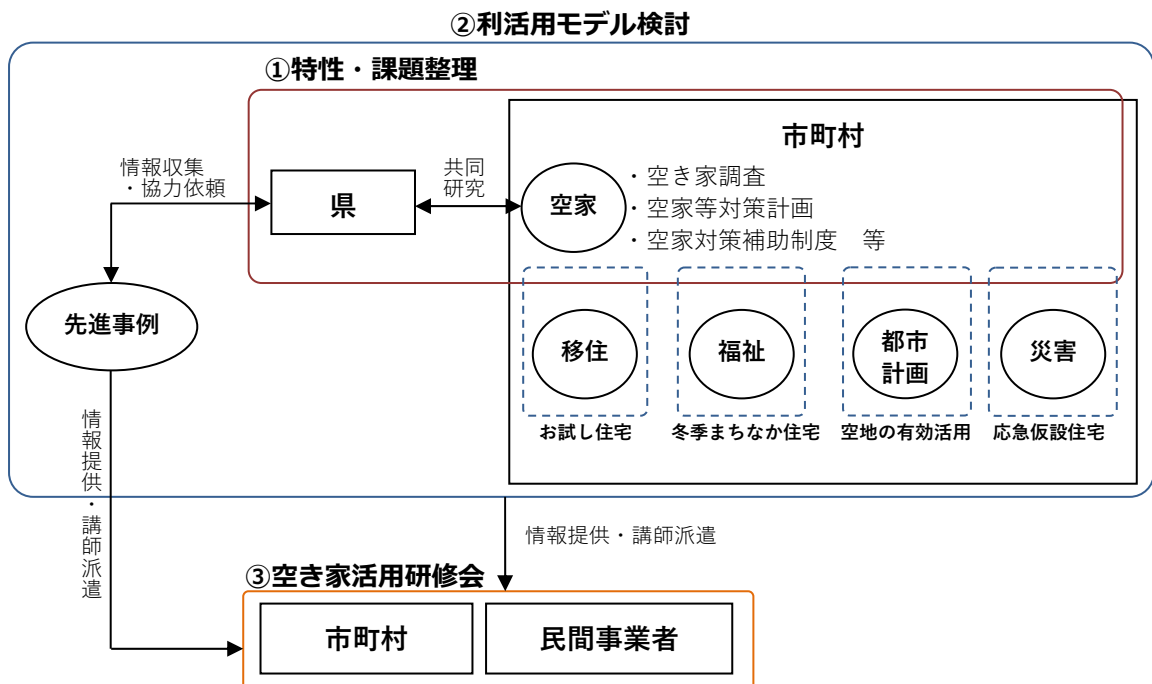 ②利活用モデル検討
①特性・課題整理
市町村
情報収集
・協力依頼
県
共同
研究
空家
・空き家調査
・空家等対策計画
・空家対策補助制度　等
先進事例
移住
福祉
都市
計画
災害
お試し住宅
冬季まちなか住宅
空地の有効活用
応急仮設住宅
情報提供・講師派遣
情報提供・講師派遣
③空き家活用研修会
市町村
民間事業者